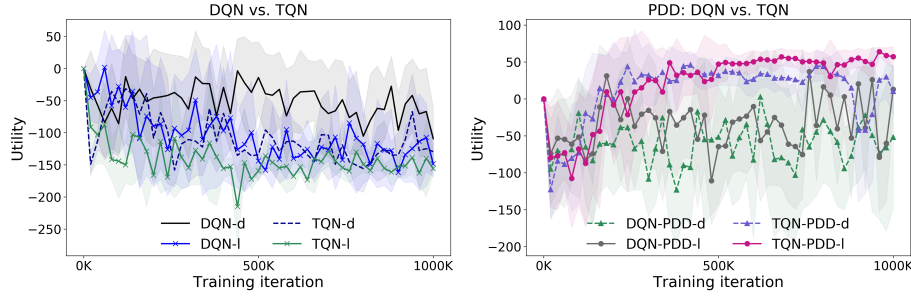 DQN vs. TQN
Utility
50
0
−50
−100
−150
−200
−250
DQN-d
DQN-l
TQN-d
TQN-l
0K
500K
1000K
Training iteration
PDD: DQN vs. TQN
Utility
100
50
0
−50
−100
−150
−200
DQN-PDD-d
DQN-PDD-l
TQN-PDD-d
TQN-PDD-l
0K
500K
1000K
Training iteration